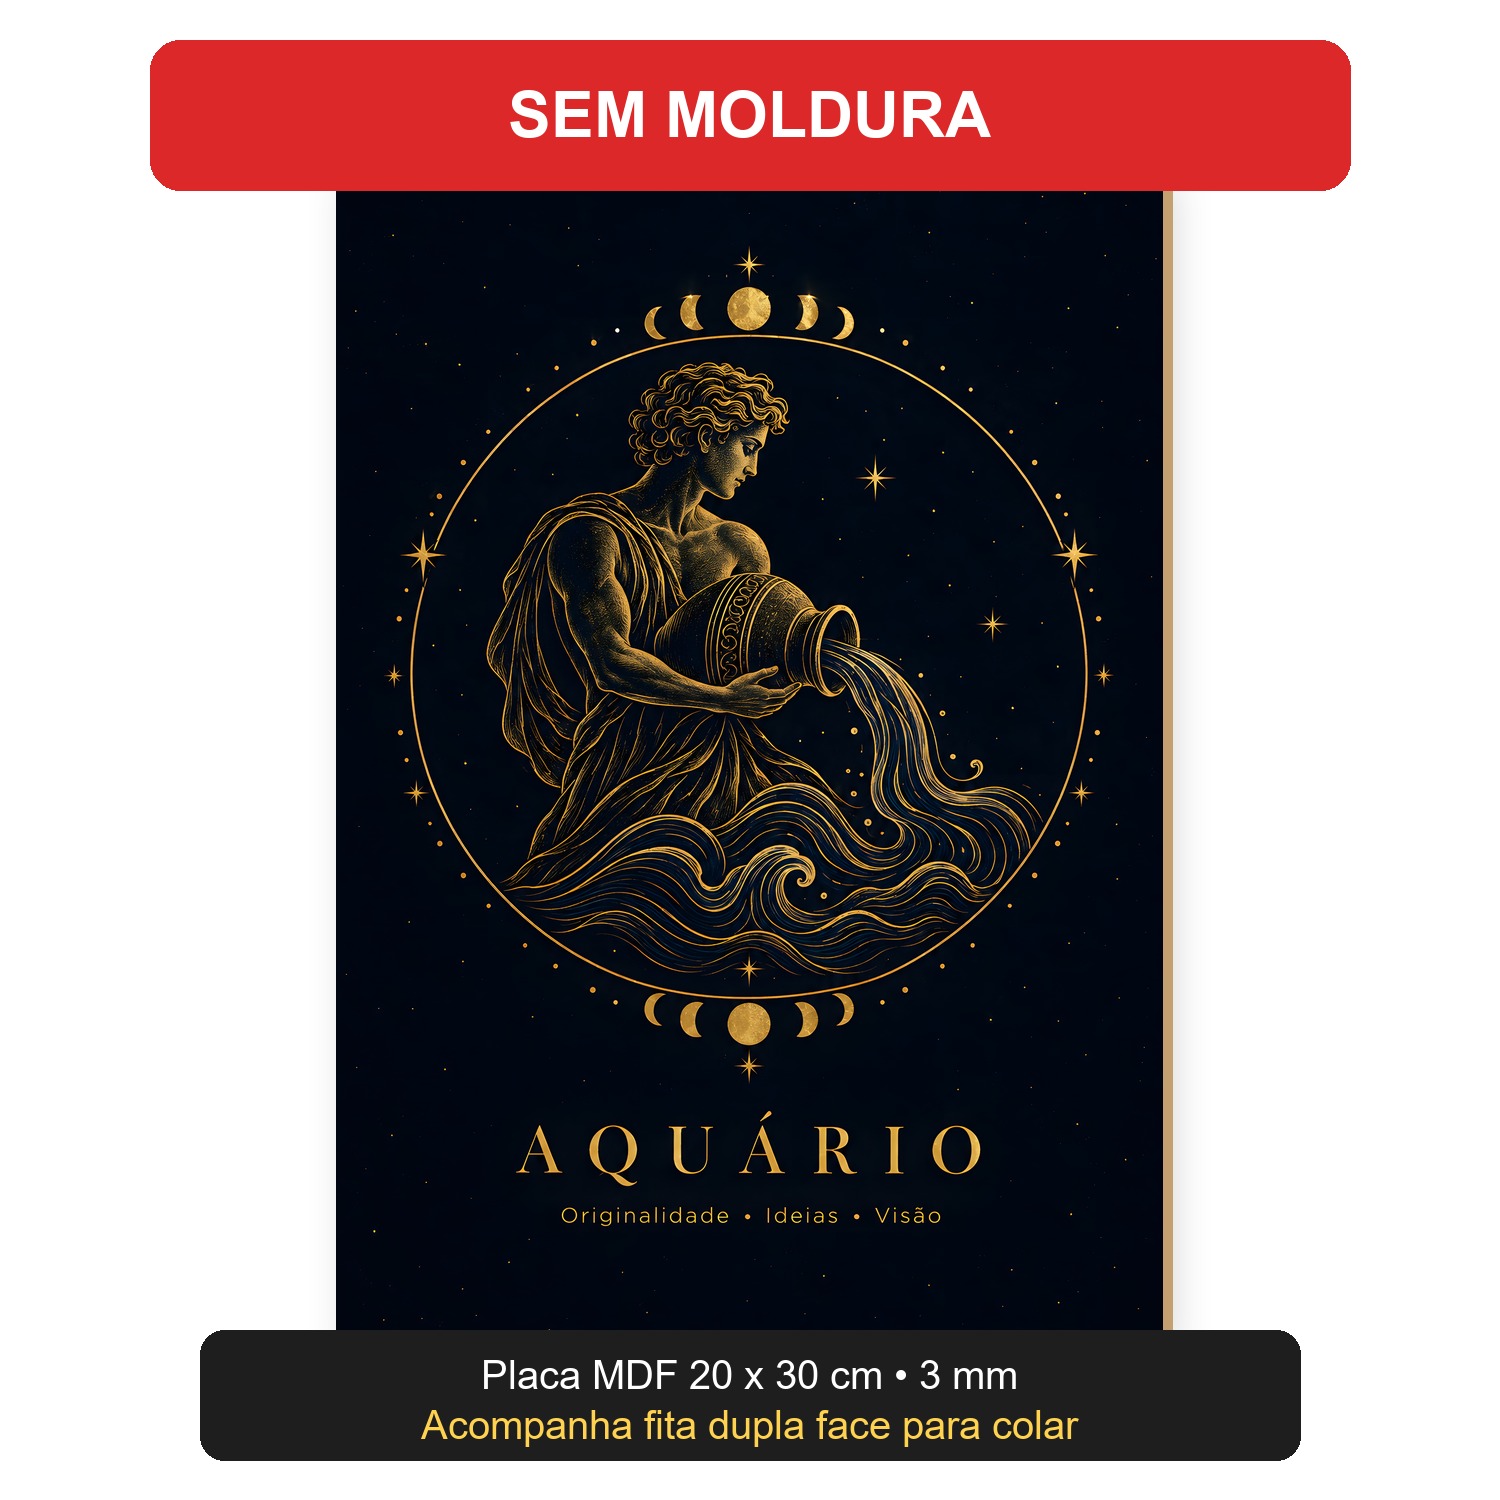 SEM MOLDURA
AQUÁRIO
Originalidade • Ideias • Visão
Placa MDF 20 x 30 cm • 3 mm
Acompanha fita dupla face para colar